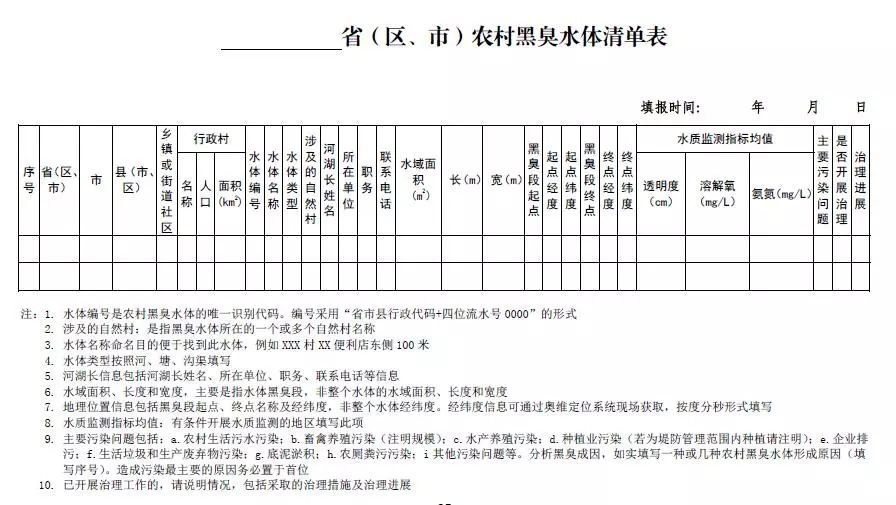 省（区、市）农村黑臭水体清单表
填报时间： 年 月 日
序号
省（区、市）
市
县（市、区）
乡镇或街道社区
行政村
名称
人口
面积(km²)
水体编号
水体名称
水体类型
涉及的自然村
河湖长姓名
所在单位
职务
联系电话
水域面积(m²)
长(m)
宽(m)
黑臭段起点
起点经度
起点纬度
黑臭段终点
终点经度
终点纬度
水质监测指标均值
透明度(cm)
溶解氧(mg/L)
氨氮(mg/L)
主要污染问题
是否开展治理
治理进展
注：1. 水体编号是农村黑臭水体的唯一识别代码。编号采用“省市县行政代码+四位流水号0000”的形式
2. 涉及的自然村：是指黑臭水体所在的一个或多个自然村名称
3. 水体名称命名目的便于找到此水体，例如XXX村XX便利店东侧100米
4. 水体类型按照河、塘、沟渠填写
5. 河湖长信息包括河湖长姓名、所在单位、职务、联系电话等信息
6. 水域面积、长度和宽度，主要是指水体黑臭段，非整个水体的水域面积、长度和宽度
7. 地理位置信息包括黑臭段起点、终点名称及经纬度，非整个水体经纬度。经纬度信息可通过奥维定位系统现场获取，按度分秒形式填写
8. 水质监测指标均值：有条件开展水质监测的地区填写此项
9. 主要污染问题包括：a.农村生活污水污染；b.畜禽养殖污染（注明规模）；c.水产养殖污染；d.种植业污染（若为堤防管理范围内种植请注明）；e.企业排
污；f.生活垃圾和生产废弃物污染；g.底泥淤积；h.农厕粪污污染；i其他污染问题等。分析黑臭成因，如实填写一种或几种农村黑臭水体形成原因（填
写序号）。造成污染最主要的原因务必置于首位
10. 已开展治理工作的，请说明情况，包括采取的治理措施及治理进展